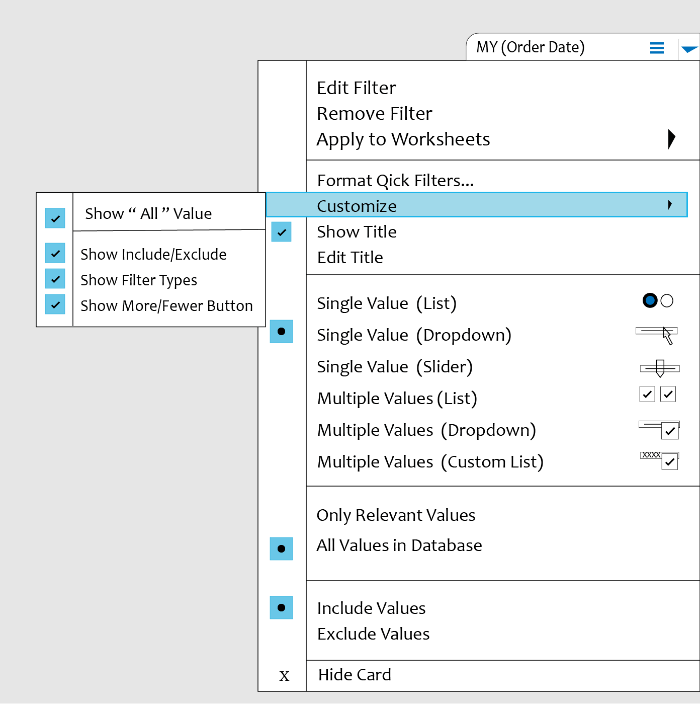 MY (Order Date)
Edit Filter
Remove Filter
Apply to Worksheets
Format Qick Filters...
Customize
Show Title
Edit Title
Show “ All ” Value
Show Include/Exclude
Show Filter Types
Show More/Fewer Button
Single Value (List)
Single Value (Dropdown)
Single Value (Slider)
Multiple Values (List)
Multiple Values (Dropdown)
Multiple Values (Custom List)
XXXX
Only Relevant Values
All Values in Database
Include Values
Exclude Values
x Hide Card